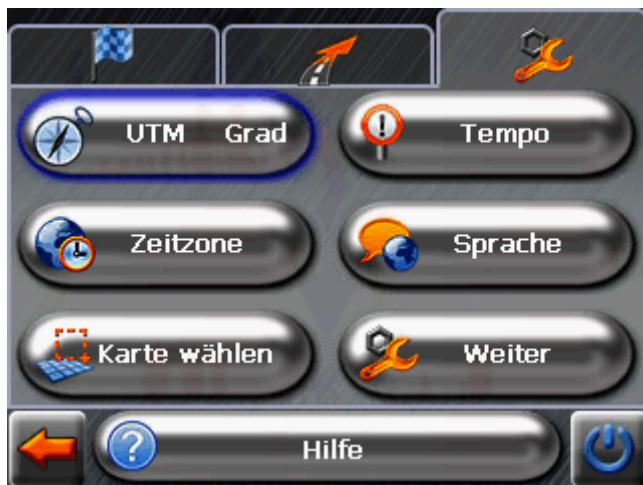 UTM Grad
Tempo
Zeitzone
Sprache
Karte wählen
Weiter
Hilfe